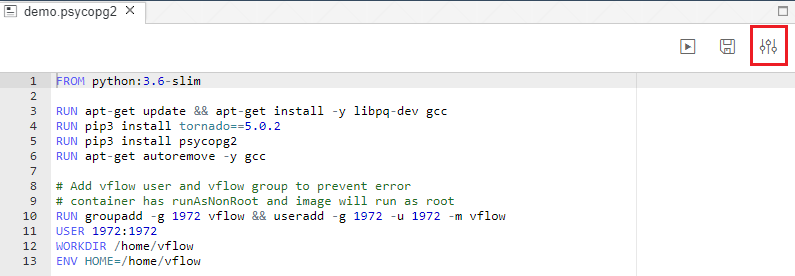 demo.psycopg2
1 FROM python:3.6-slim
2
3 RUN apt-get update && apt-get install -y libpq-dev gcc
4 RUN pip3 install tornado==5.0.2
5 RUN pip3 install psycopg2
6 RUN apt-get autoremove -y gcc
7
8 # Add vflow user and vflow group to prevent error
9 # container has runAsNonRoot and image will run as root
10 RUN groupadd -g 1972 vflow && useradd -g 1972 -u 1972 -m vflow
11 USER 1972:1972
12 WORKDIR /home/vflow
13 ENV HOME=/home/vflow